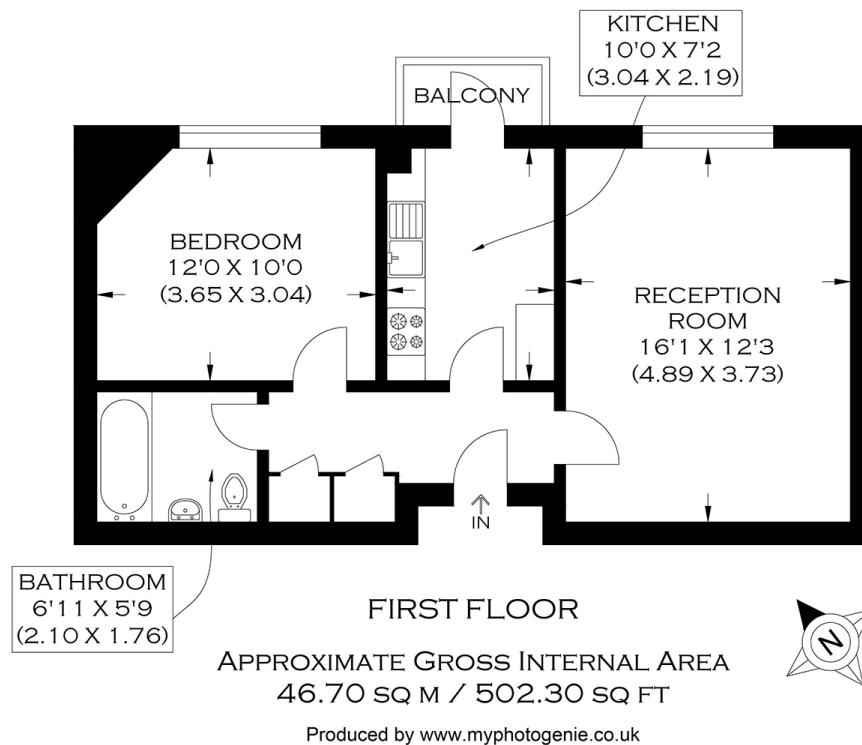 KITCHEN
10'0 X 7'2
(3.04 X 2.19)
BALCONY
BEDROOM
12'0 X 10'0
(3.65 X 3.04)
RECEPTION
ROOM
16'1 X 12'3
(4.89 X 3.73)
IN
BATHROOM
6'11 X 5'9
(2.10 X 1.76)
FIRST FLOOR
N
APPROXIMATE GROSS INTERNAL AREA
46.70 SQ M / 502.30 SQ FT
Produced by www.myphotogenie.co.uk